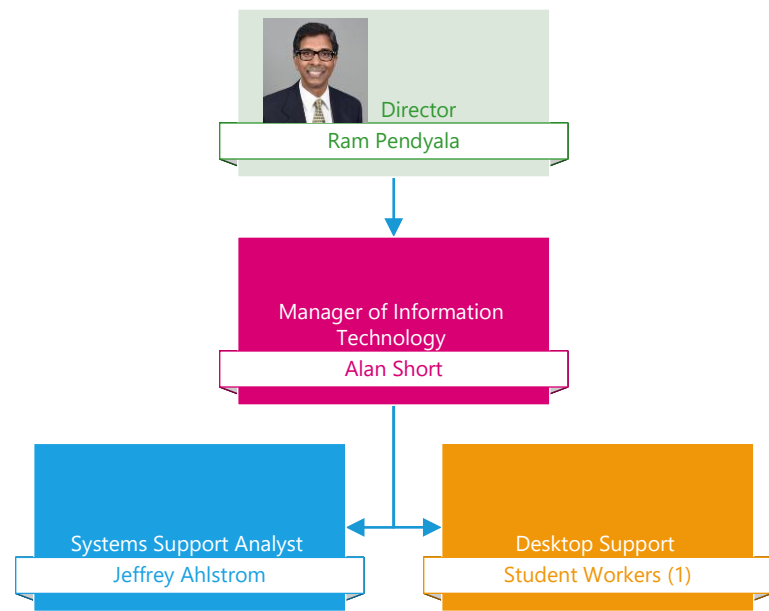 Director
Ram Pendyala
Manager of Information
Technology
Alan Short
Systems Support Analyst
Jeffrey Ahlstrom
Desktop Support
Student Workers (1)